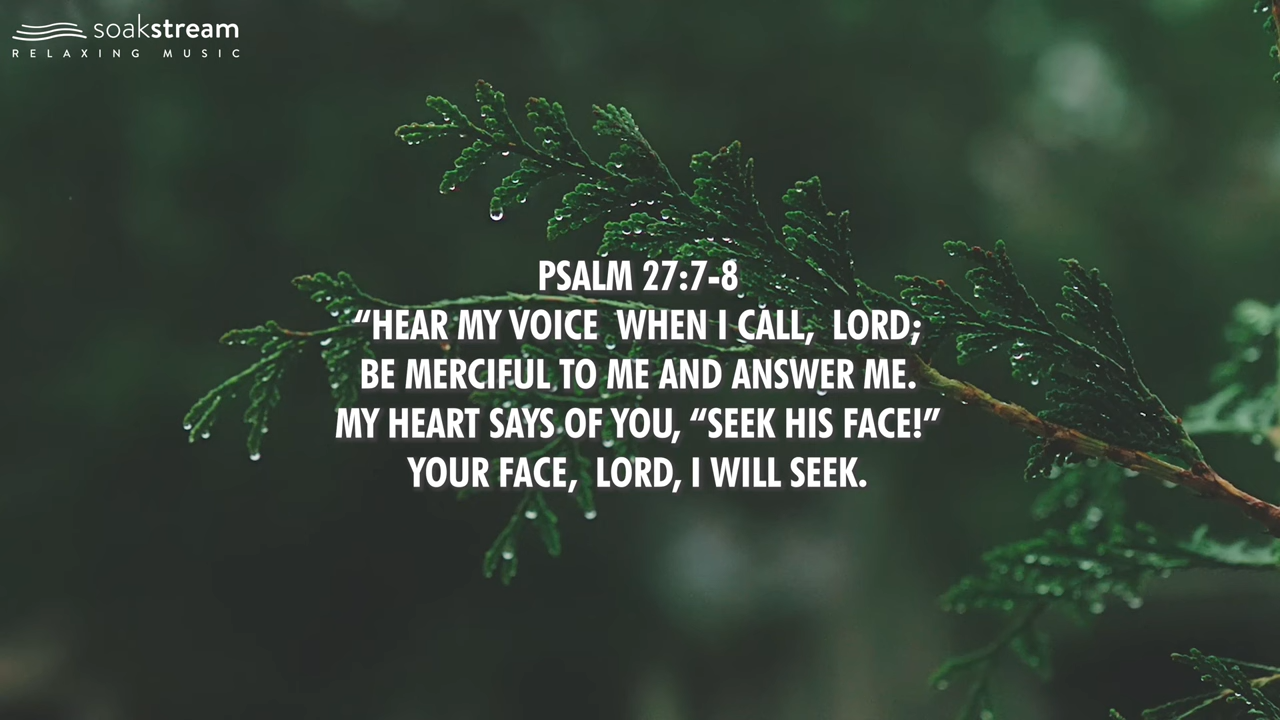 soakstream
RELAXING MUSIC
PSALM 27:7-8
“HEAR MY VOICE WHEN I CALL, LORD;
BE MERCIFUL TO ME AND ANSWER ME.
MY HEART SAYS OF YOU, “SEEK HIS FACE!”
YOUR FACE, LORD, I WILL SEEK.